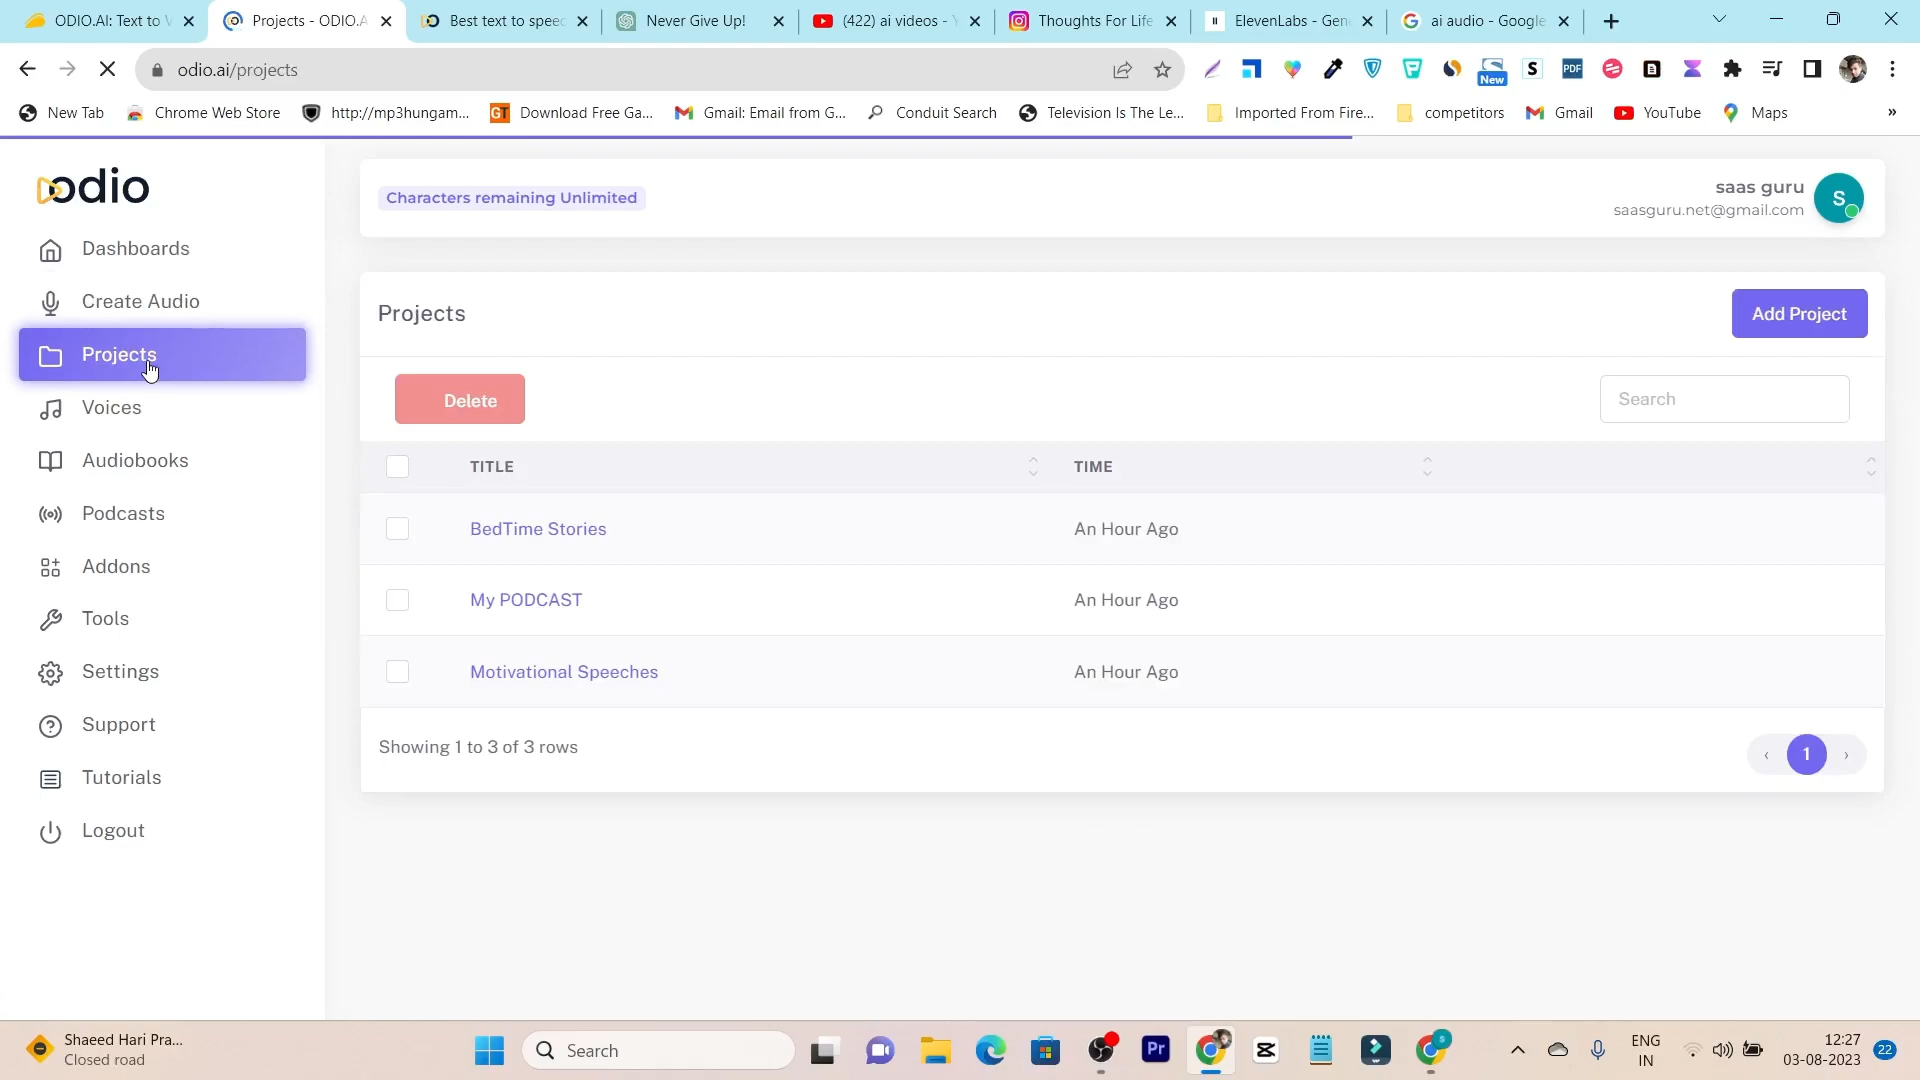 ODIO.AI: Text to V
Projects - ODIO.A
Best text to speec
Never Give Up!
(422) ai videos - Y
Thoughts For Life
ElevenLabs - Gene
ai audio - Google
odio.ai/projects
New
PDF
New Tab
Chrome Web Store
http://mp3hungam...
GT Download Free Ga...
Gmail: Email from G...
Conduit Search
Television Is The Le...
Imported From Fire...
competitors
Gmail
YouTube
Maps
»
odio
Characters remaining Unlimited
saas guru
saasguru.net@gmail.com
S
Dashboards
Create Audio
Projects
Voices
Audiobooks
Podcasts
Addons
Tools
Settings
Support
Tutorials
Logout
Projects
Add Project
Delete
Search
TITLE
TIME
BedTime Stories
An Hour Ago
My PODCAST
An Hour Ago
Motivational Speeches
An Hour Ago
Showing 1 to 3 of 3 rows
‹ 1 ›
Shaeed Hari Pra...
Closed road
Search
Pr
ENG
IN
12:27
03-08-2023
22